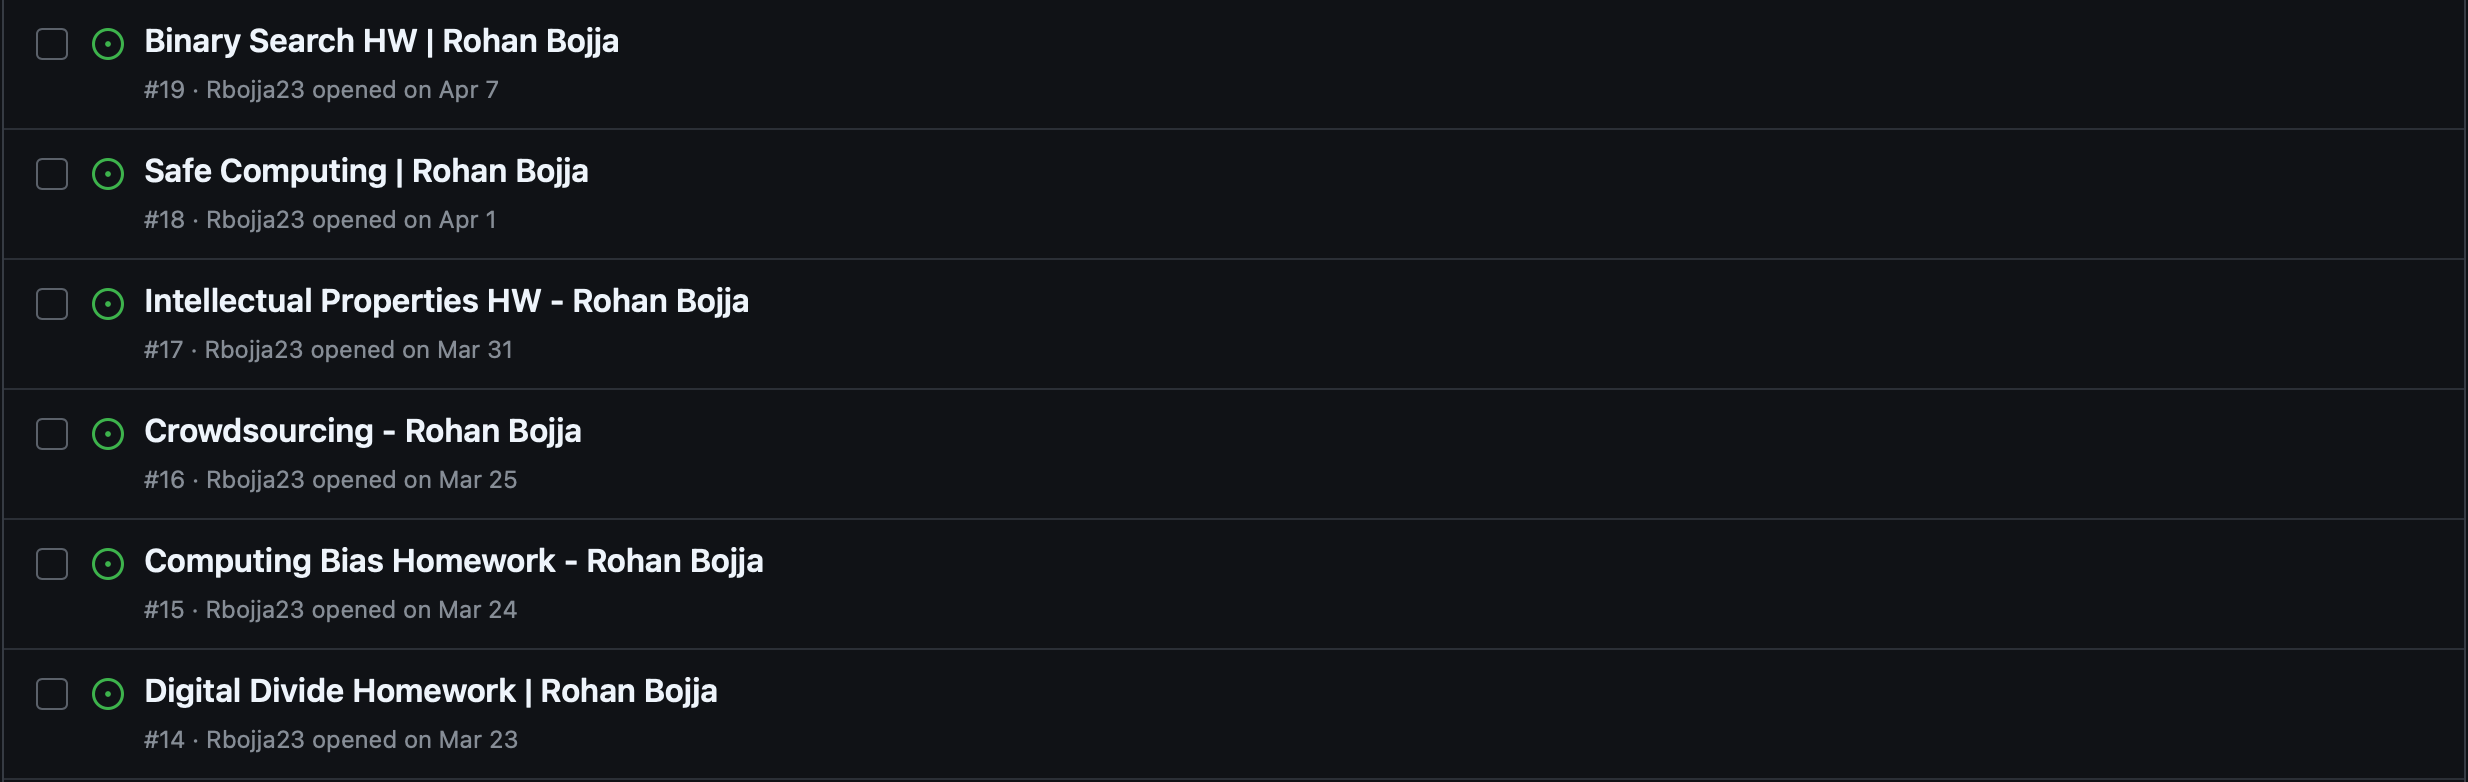 Binary Search HW | Rohan Bojja
#19 · Rbojja23 opened on Apr 7
Safe Computing | Rohan Bojja
#18 · Rbojja23 opened on Apr 1
Intellectual Properties HW - Rohan Bojja
#17 · Rbojja23 opened on Mar 31
Crowdsourcing - Rohan Bojja
#16 · Rbojja23 opened on Mar 25
Computing Bias Homework - Rohan Bojja
#15 · Rbojja23 opened on Mar 24
Digital Divide Homework | Rohan Bojja
#14 · Rbojja23 opened on Mar 23